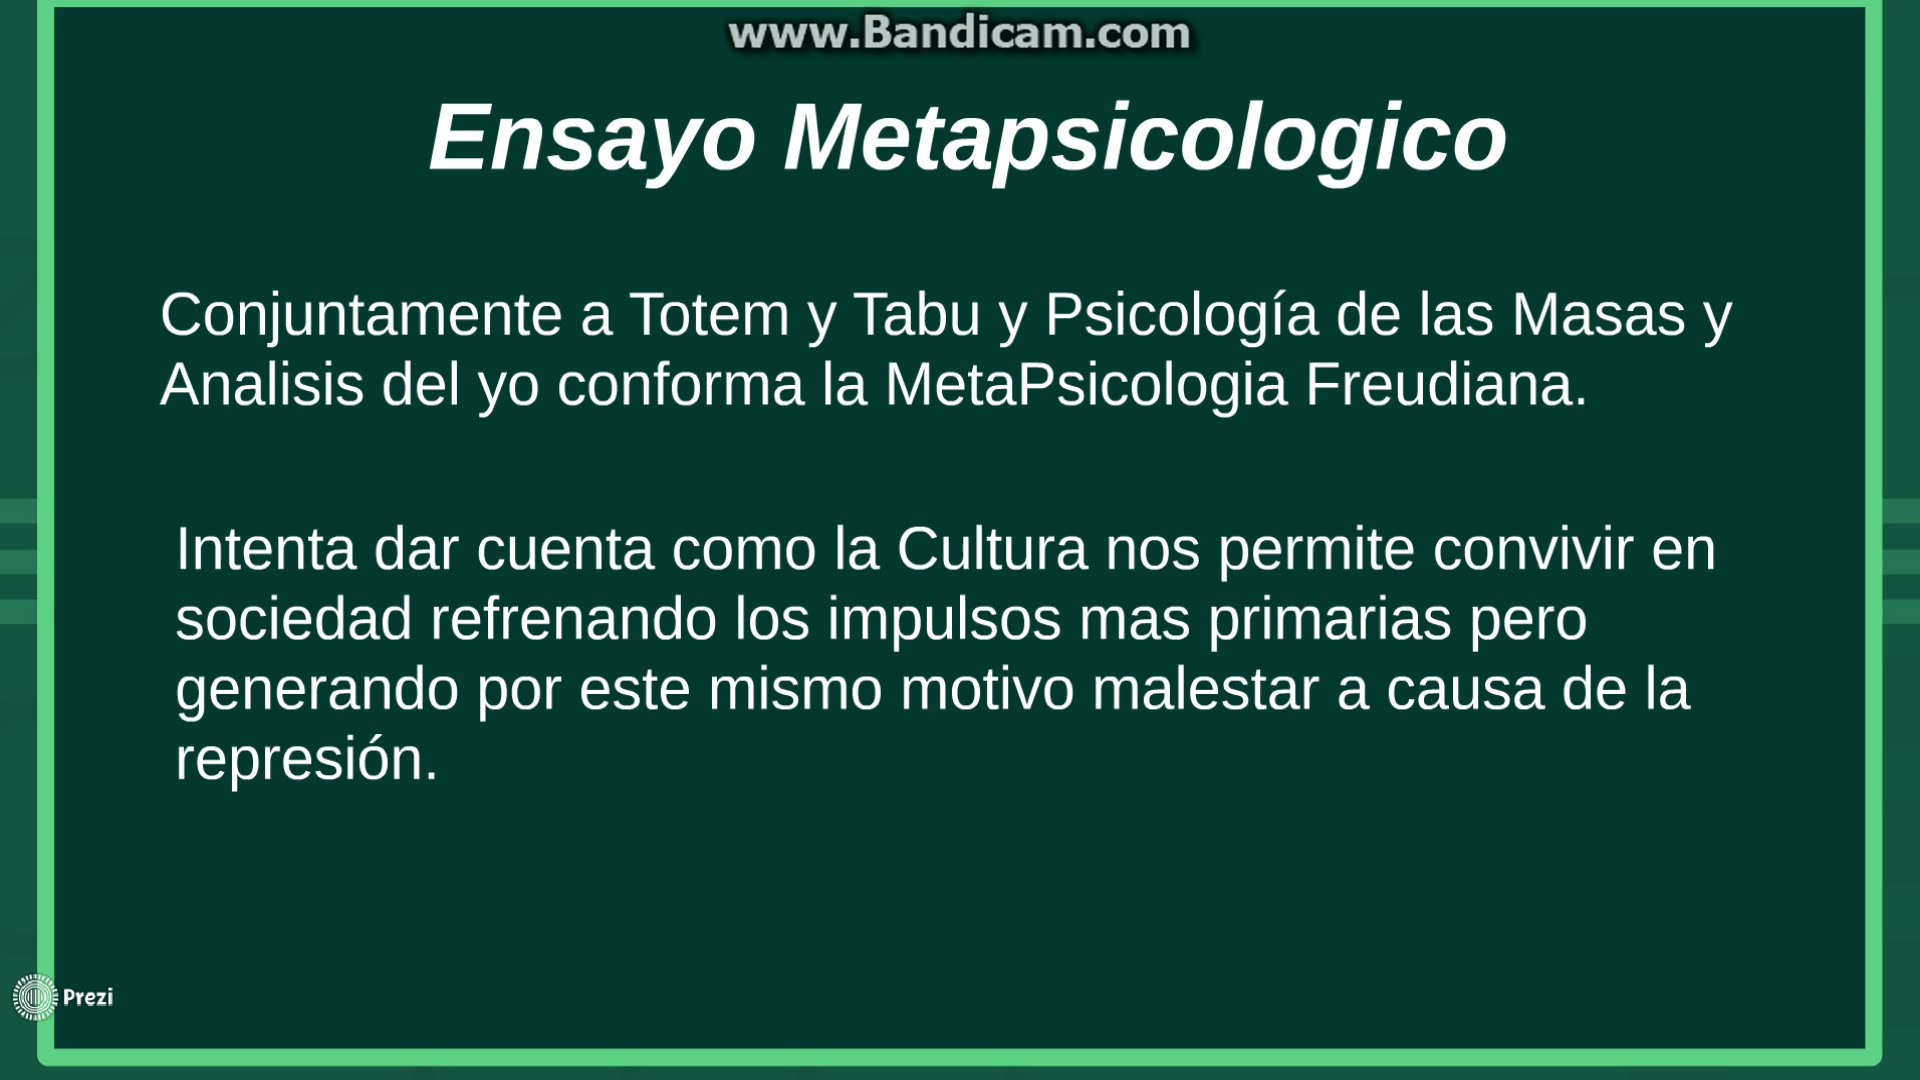 www.Bandicam.com
Ensayo Metapsicologico
Conjuntamente a Totem y Tabu y Psicología de las Masas y
Analisis del yo conforma la MetaPsicologia Freudiana.
Intenta dar cuenta como la Cultura nos permite convivir en
sociedad refrenando los impulsos mas primarias pero
generando por este mismo motivo malestar a causa de la
represión.
Prezi